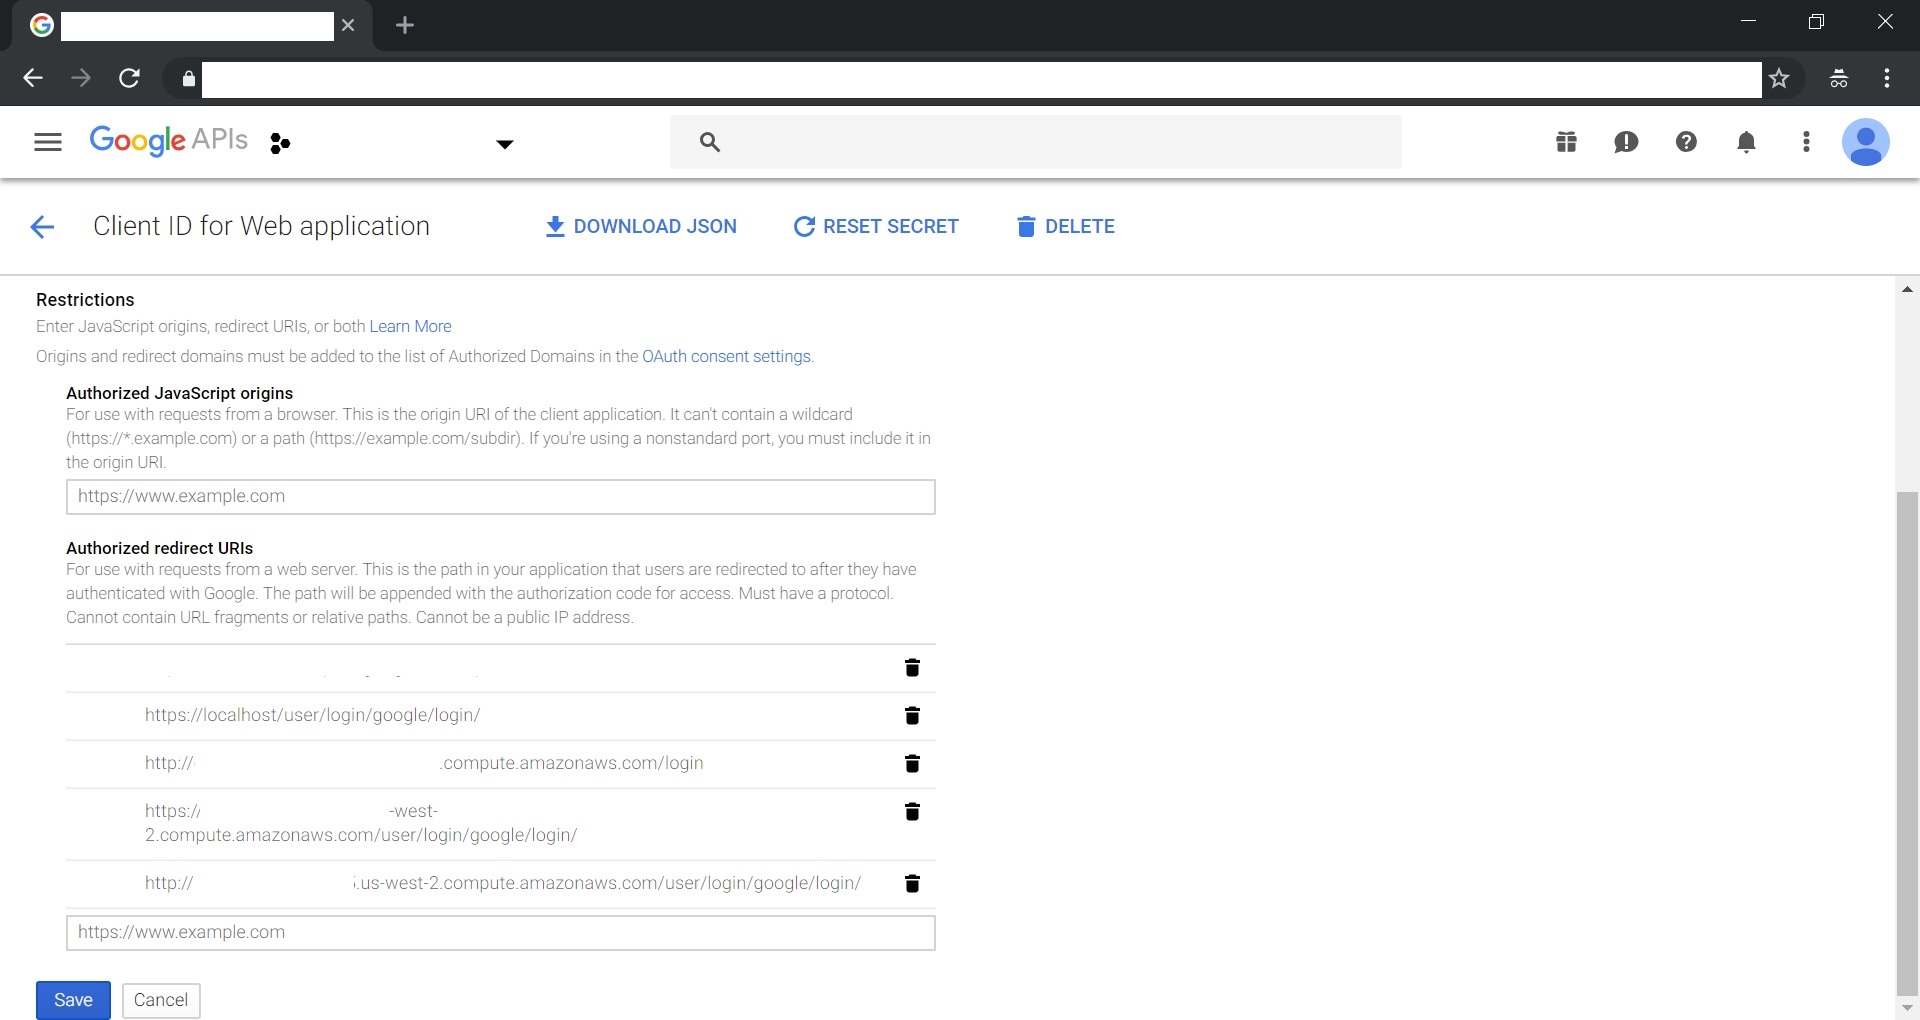 Google APIs
Client ID for Web application
DOWNLOAD JSON
RESET SECRET
DELETE
Restrictions
Enter JavaScript origins, redirect URIs, or both Learn More
Origins and redirect domains must be added to the list of Authorized Domains in the OAuth consent settings.
Authorized JavaScript origins
For use with requests from a browser. This is the origin URI of the client application. It can't contain a wildcard
(https://*.example.com) or a path (https://example.com/subdir). If you're using a nonstandard port, you must include it in
the origin URI.
https://www.example.com
Authorized redirect URIs
For use with requests from a web server. This is the path in your application that users are redirected to after they have
authenticated with Google. The path will be appended with the authorization code for access. Must have a protocol.
Cannot contain URL fragments or relative paths. Cannot be a public IP address.
https://localhost/user/login/google/login/
http:// .compute.amazonaws.com/login
https:// -west-
2.compute.amazonaws.com/user/login/google/login/
http:// .us-west-2.compute.amazonaws.com/user/login/google/login/
https://www.example.com
Save
Cancel